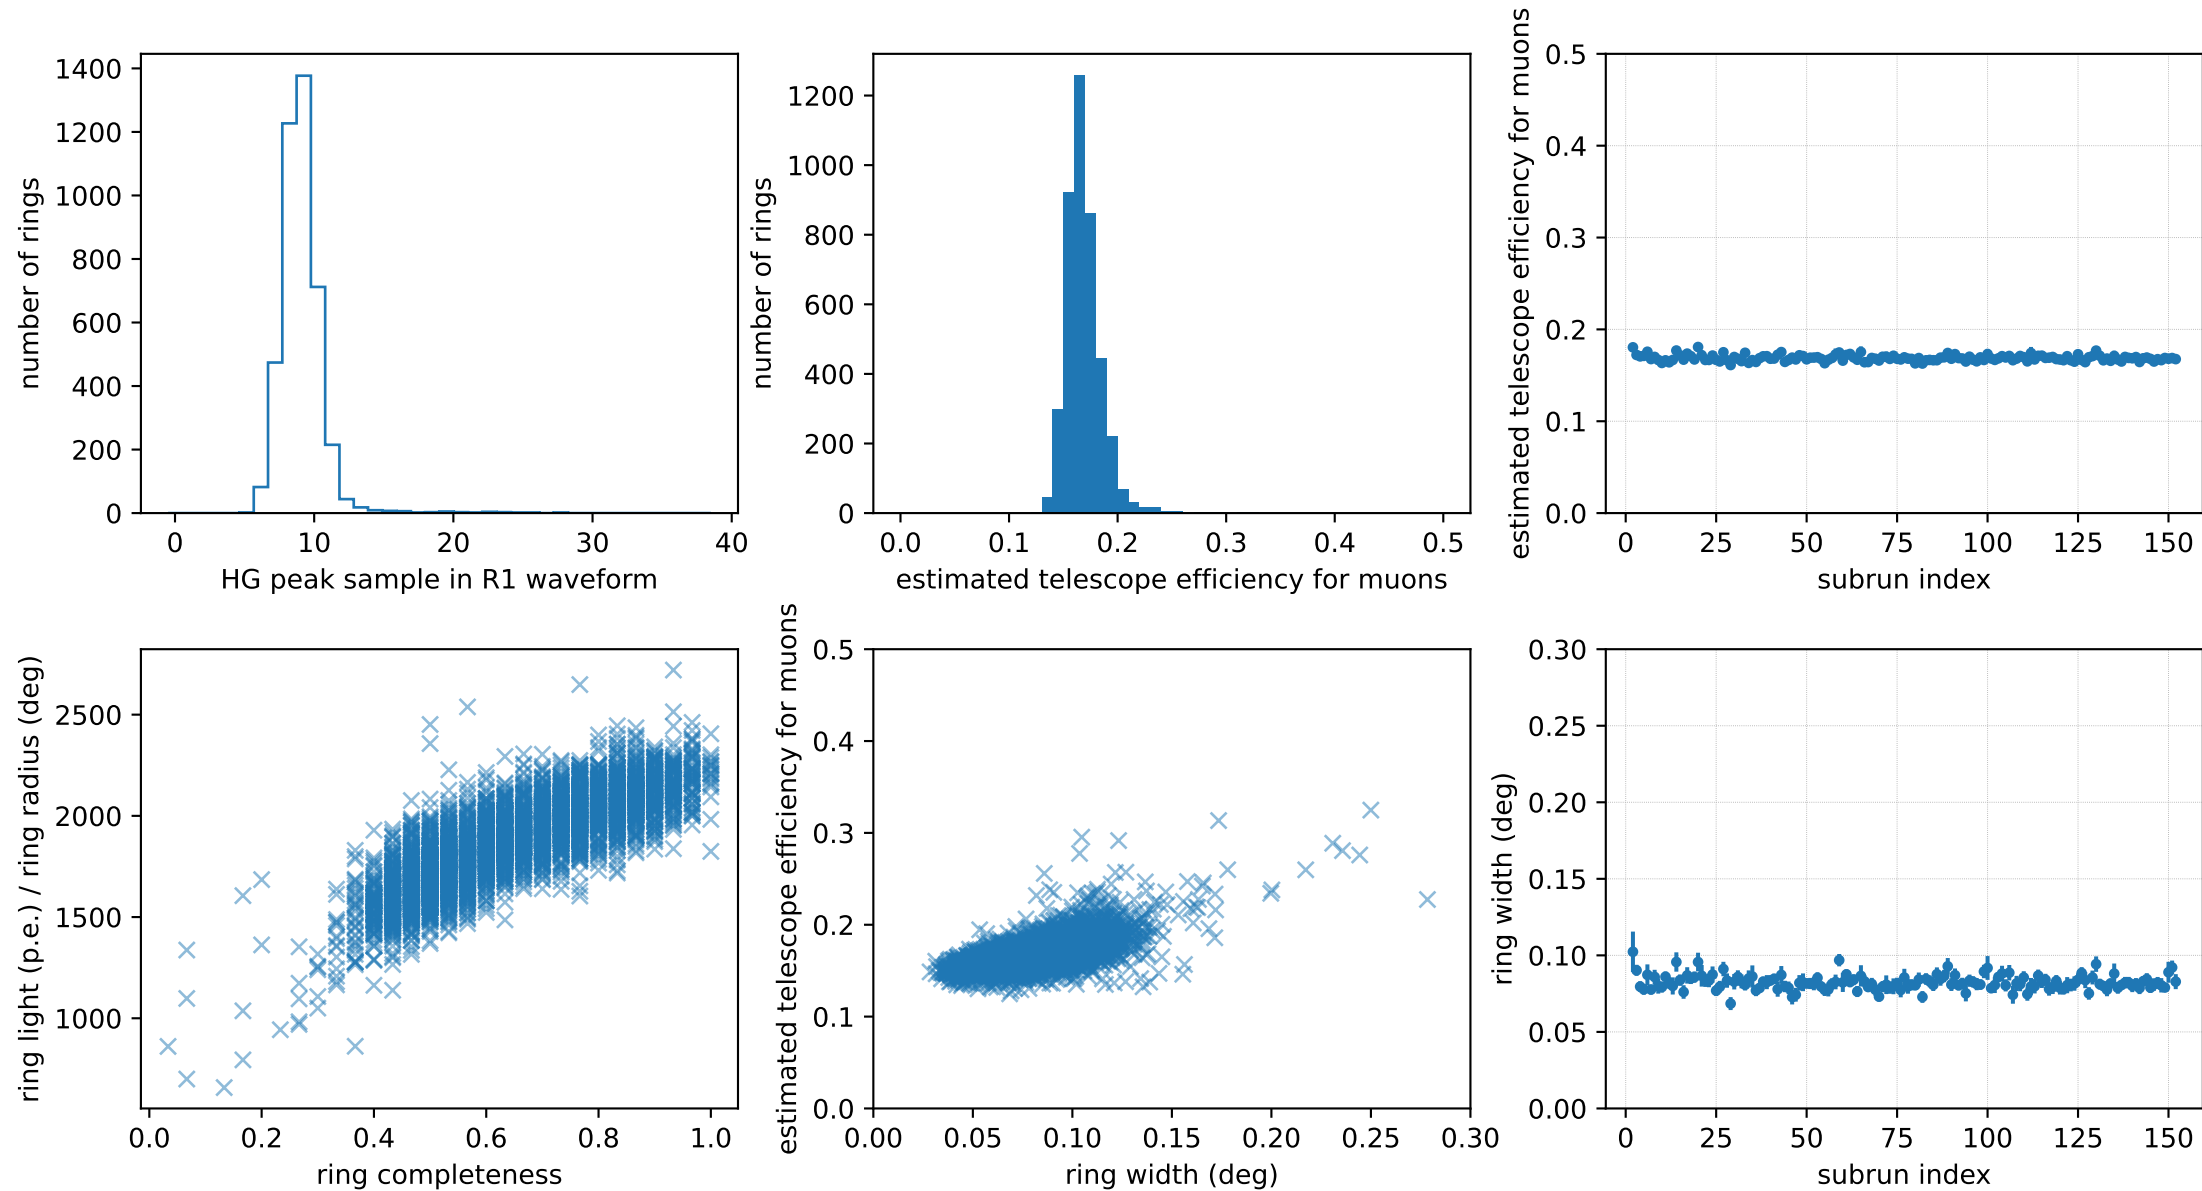 number of rings
1400
1200
1000
800
600
400
200
0
0 10 20 30 40
HG peak sample in R1 waveform
number of rings
1200
1000
800
600
400
200
0
0.0 0.1 0.2 0.3 0.4 0.5
estimated telescope efficiency for muons
estimated telescope efficiency for muons
0.5
0.4
0.3
0.2
0.1
0.0
0 25 50 75 100 125 150
subrun index
ring light (p.e.) / ring radius (deg)
2500
2000
1500
1000
0.0 0.2 0.4 0.6 0.8 1.0
ring completeness
estimated telescope efficiency for muons
0.5
0.4
0.3
0.2
0.1
0.0
0.00 0.05 0.10 0.15 0.20 0.25 0.30
ring width (deg)
ring width (deg)
0.30
0.25
0.20
0.15
0.10
0.05
0.00
0 25 50 75 100 125 150
subrun index